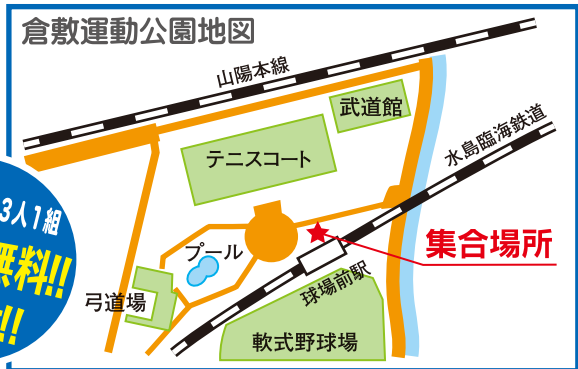 倉敷運動公園地図
山陽本線
武道館
水島臨海鉄道
テニスコート
3人1組
無料!!
!!
プール
集合場所
弓道場
球場前駅
軟式野球場